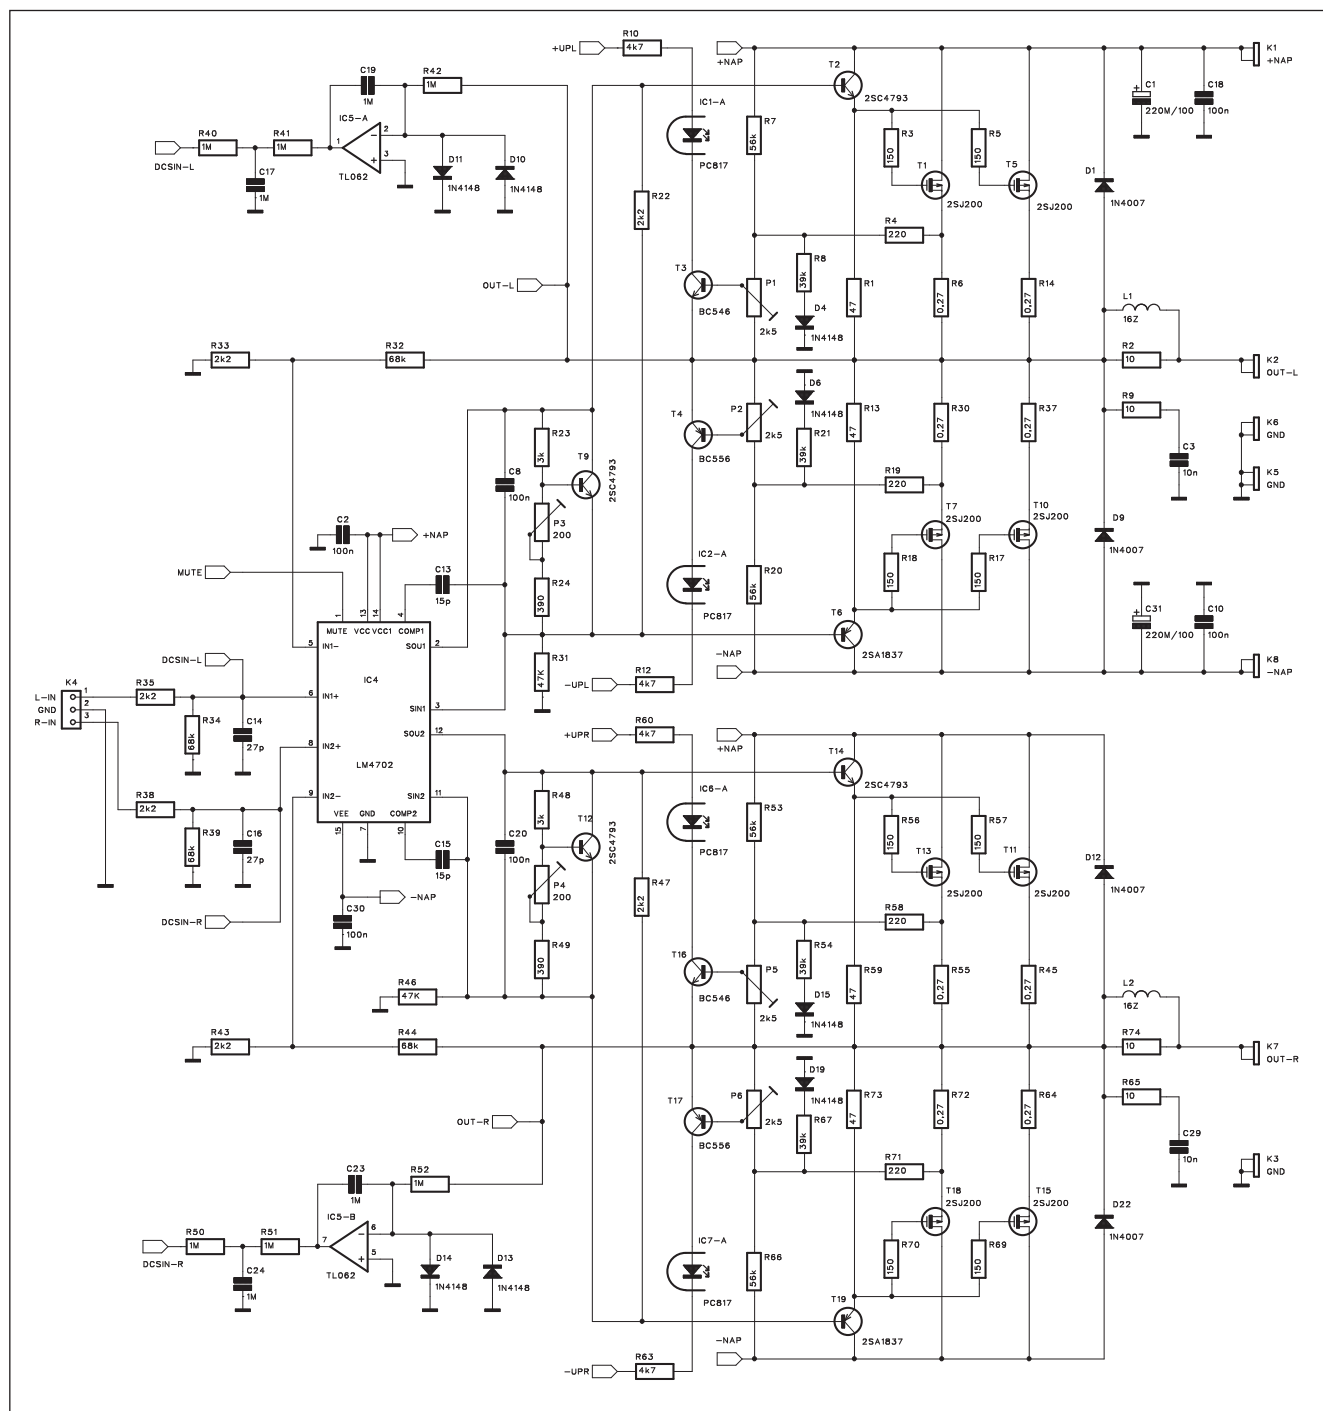 +UPL
R10
4k7
+NAP
K1
+NAP
C19
1M
R42
1M
T2
2SC4793
C1
220M/100
C18
100n
R40
1M
R41
1M
IC5-A
1
2
3
TL062
DCSIN-L
C17
1M
D11
1N4148
D10
1N4148
IC1-A
PC817
R7
56k
R3
150
R5
150
T1
2SJ200
T5
2SJ200
D1
1N4007
R22
2k2
R4
220
OUT-L
T3
BC546
P1
2k5
R8
39k
D4
1N4148
R1
47
R6
0,27
R14
0,27
L1
16Z
R33
2k2
R32
68k
R2
10
K2
OUT-L
D6
1N4148
R21
39k
T4
BC556
P2
2k5
R13
47
R30
0,27
R37
0,27
R9
10
K6
GND
C3
10n
K5
GND
C8
100n
R23
3k
T9
2SC4793
R19
220
P3
200
T7
2SJ200
T10
2SJ200
D9
1N4007
C2
100n
+NAP
MUTE
C13
15p
R24
390
IC2-A
PC817
R20
56k
R18
150
R17
150
T6
2SA1837
C31
220M/100
C10
100n
1
13
14
4
MUTE
VCC
VCC1
COMP1
5
IN1-
SOU1
2
IC4
R31
47K
-NAP
K8
-NAP
DCSIN-L
K4
L-IN
1
GND
2
R-IN
3
R35
2k2
6
IN1+
R34
68k
C14
27p
SIN1
3
-UPL
R12
4k7
SOU2
12
8
IN2+
LM4702
+UPR
R60
4k7
+NAP
T14
2SC4793
R38
2k2
9
IN2-
SIN2
11
VEE
GND
COMP2
15
7
10
R39
68k
C16
27p
C15
15p
C20
100n
R48
3k
T12
2SC4793
IC6-A
PC817
R53
56k
R56
150
R57
150
T13
2SJ200
T11
2SJ200
D12
1N4007
P4
200
R47
2k2
-NAP
DCSIN-R
C30
100n
R58
220
R49
390
T16
BC546
P5
2k5
R54
39k
D15
1N4148
R59
47
R55
0,27
R45
0,27
L2
16Z
R46
47K
R43
2k2
R44
68k
R74
10
K7
OUT-R
D19
1N4148
R67
39k
T17
BC556
P6
2k5
R73
47
R72
0,27
R64
0,27
R65
10
OUT-R
C29
10n
K3
GND
C23
1M
R52
1M
R71
220
R50
1M
R51
1M
IC5-B
7
6
5
TL062
DCSIN-R
C24
1M
D14
1N4148
D13
1N4148
T18
2SJ200
T15
2SJ200
D22
1N4007
IC7-A
PC817
R66
56k
R70
150
R69
150
T19
2SA1837
-NAP
-UPR
R63
4k7